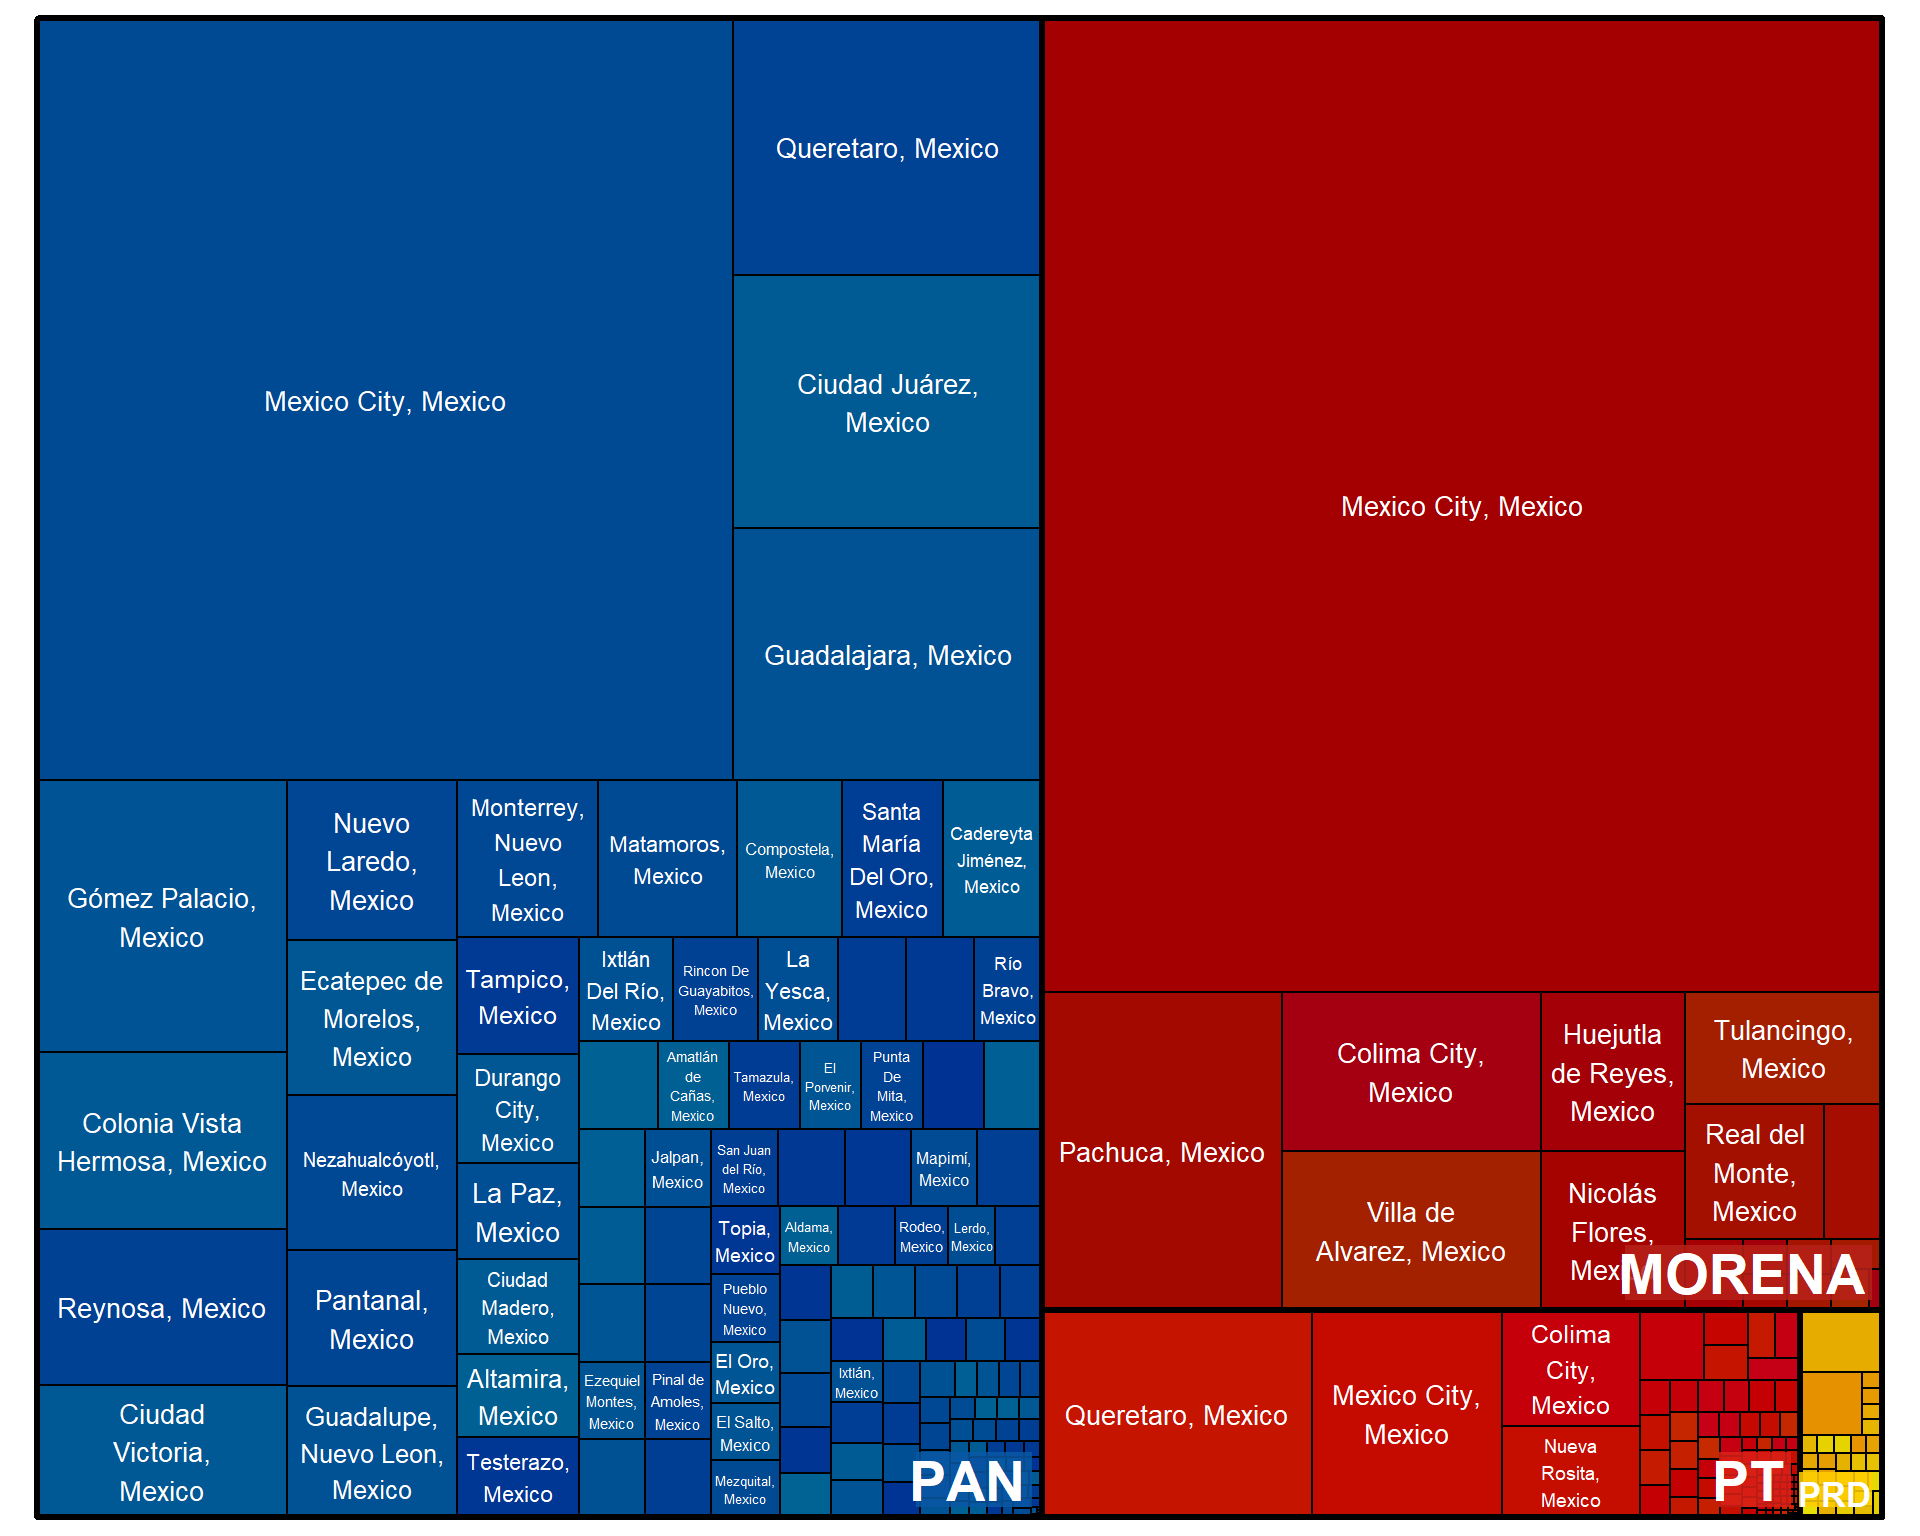 Mexico City, Mexico
Queretaro, Mexico
Ciudad Juárez,
Mexico
Guadalajara, Mexico
Gómez Palacio,
Mexico
Colonia Vista
Hermosa, Mexico
Reynosa, Mexico
Ciudad
Victoria,
Mexico
Nuevo
Laredo,
Mexico
Ecatepec de
Morelos,
Mexico
Nezahualcóyotl,
Mexico
Pantanal,
Mexico
Guadalupe,
Nuevo Leon,
Mexico
Monterrey,
Nuevo
Leon,
Mexico
Matamoros,
Mexico
Compostela,
Mexico
Santa
María
Del Oro,
Mexico
Cadereyta
Jiménez,
Mexico
Tampico,
Mexico
Durango
City,
Mexico
La Paz,
Mexico
Ciudad
Madero,
Mexico
Altamira,
Mexico
Testerazo,
Mexico
Ixtlán
Del Río,
Mexico
Rincon De
Guayabitos,
Mexico
La
Yesca,
Mexico
Río
Bravo,
Mexico
Amatlán
de
Cañas,
Mexico
Tamazula,
Mexico
El
Porvenir,
Mexico
Punta
De
Mita,
Mexico
Jalpan,
Mexico
San Juan
del Río,
Mexico
Mapimí,
Mexico
Topia,
Mexico
Aldama,
Mexico
Rodeo,
Mexico
Lerdo,
Mexico
Pueblo
Nuevo,
Mexico
El Oro,
Mexico
Ixtlán,
Mexico
Ezequiel
Montes,
Mexico
Pinal de
Amoles,
Mexico
El Salto,
Mexico
Mezquital,
Mexico
PAN
Mexico City, Mexico
Pachuca, Mexico
Colima City,
Mexico
Villa de
Alvarez, Mexico
Huejutla
de Reyes,
Mexico
Nicolás
Flores,
Mexico
Tulancingo,
Mexico
Real del
Monte,
Mexico
MORENA
Queretaro, Mexico
Mexico City,
Mexico
Colima
City,
Mexico
Nueva
Rosita,
Mexico
PT
PRD